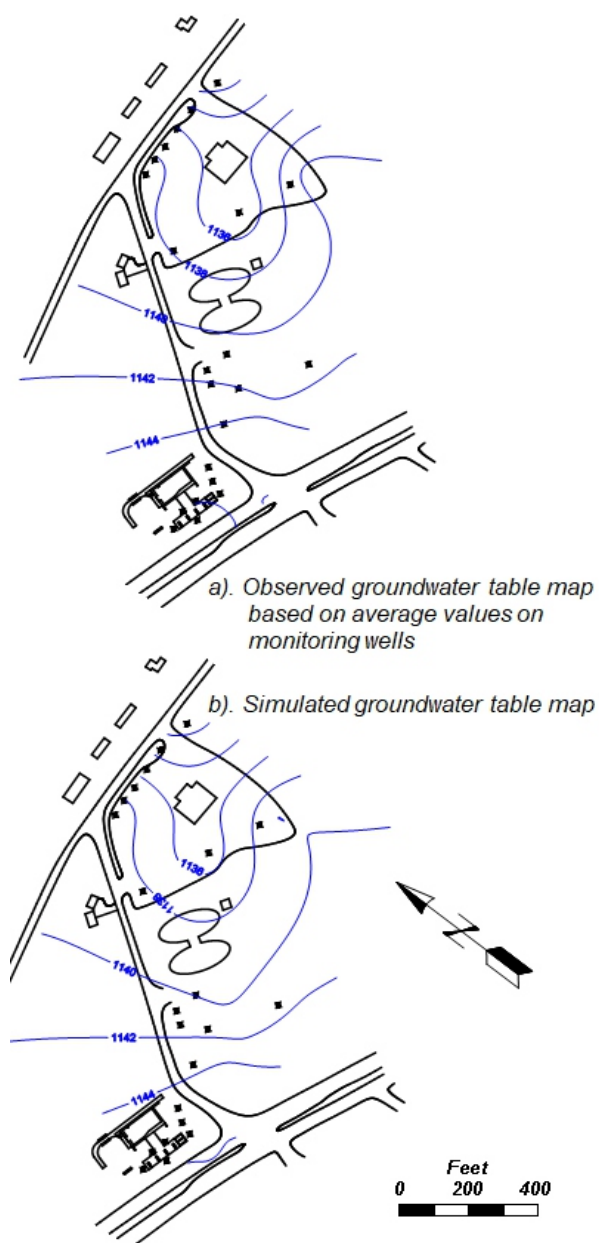 1136
1138
1140
1142
1144
a). Observed groundwater table map
based on average values on
monitoring wells
b). Simulated groundwater table map
1136
1138
1140
N
1142
1144
Feet
0 200 400